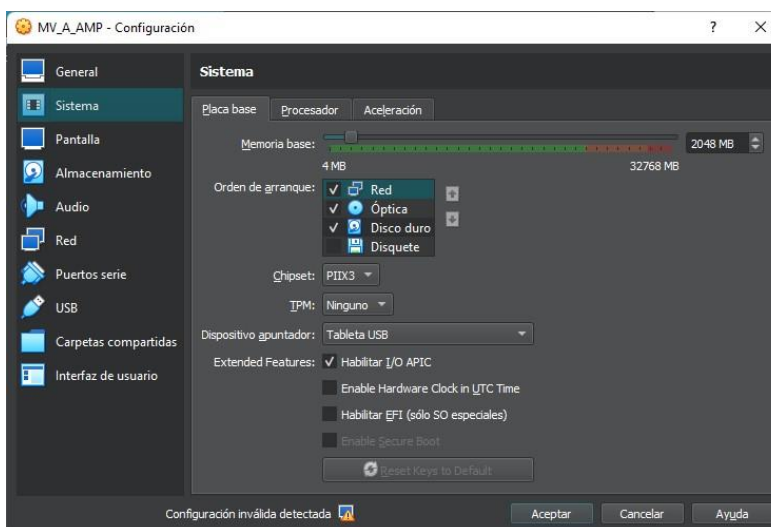 MV_A_AMP - Configuración
?
General
Sistema
Pantalla
Almacenamiento
Audio
Red
Puertos serie
USB
Carpetas compartidas
Interfaz de usuario
Sistema
Placa base Procesador Aceleración
Memoria base: 2048 MB
4 MB 32768 MB
Orden de arranque: Red
Óptica
Disco duro
Disquete
Chipset: PIIX3
TPM: Ninguno
Dispositivo apuntador: Tableta USB
Extended Features: Habilitar I/O APIC
Enable Hardware Clock in UTC Time
Habilitar EFI (sólo SO especiales)
Enable Secure Boot
Reset Keys to Default
Configuración inválida detectada Aceptar Cancelar Ayuda